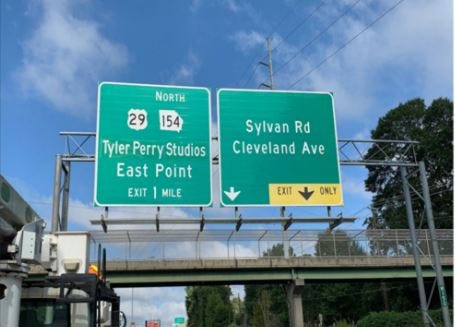 NORTH
29 154
Tyler Perry Studios
East Point
EXIT 1 MILE
Sylvan Rd
Cleveland Ave
EXIT ONLY